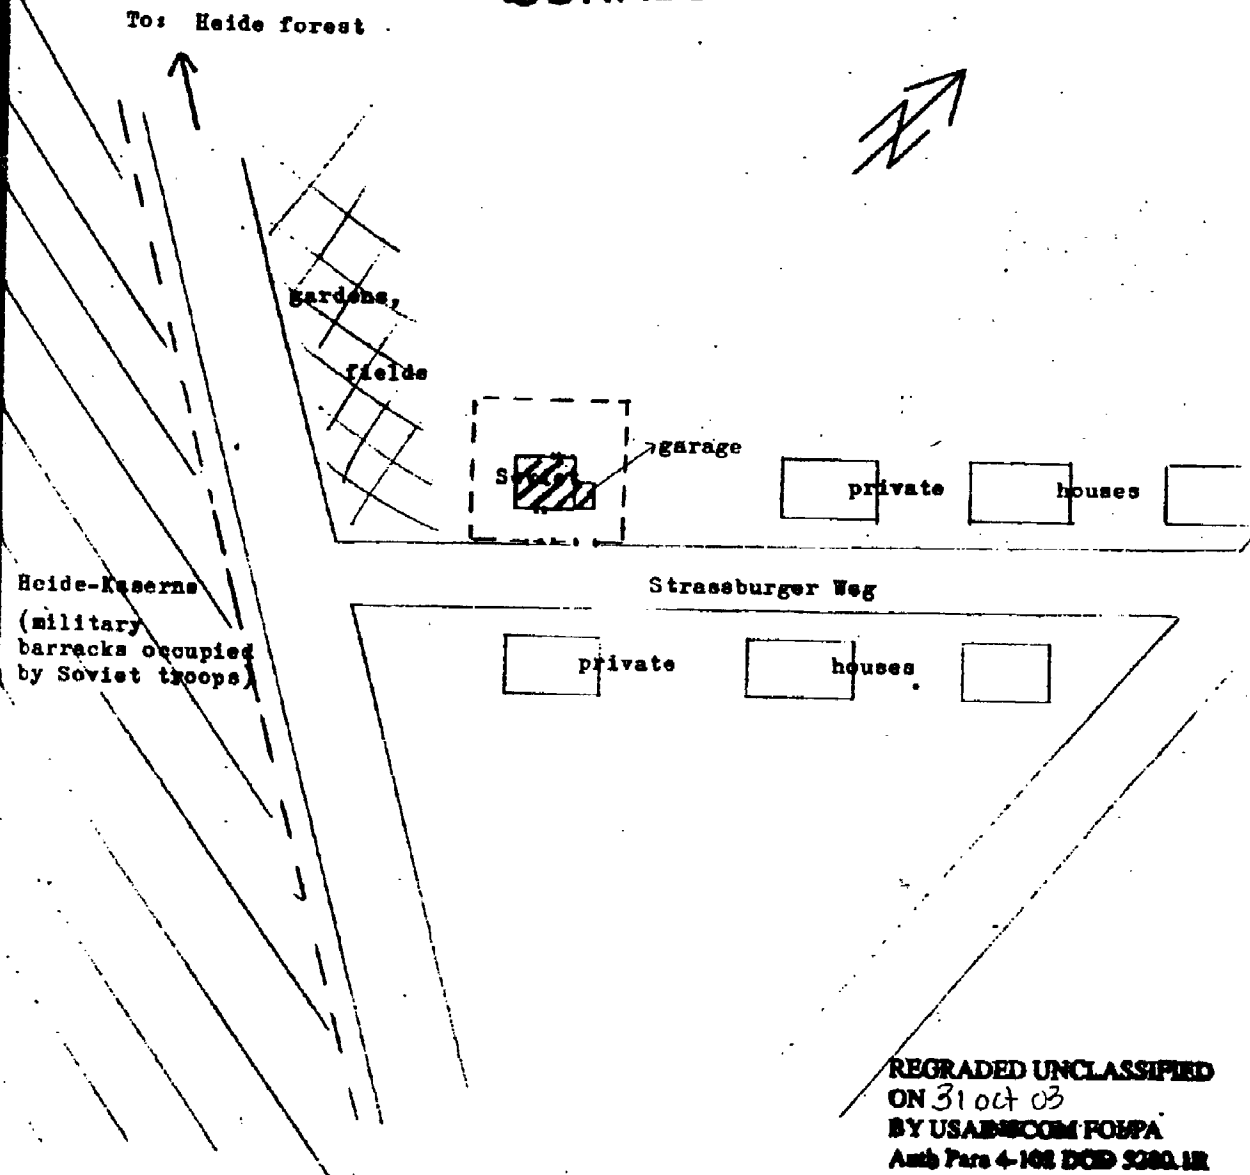 To: Heide forest
N
gardens,
fields
garage
private houses
Heide-Kaserne
(military
barracks occupied
by Soviet troops)
Strassburger Weg
private houses
REGRADED UNCLASSIFIED
ON 31 oct 03
BY USAINSCOM FOI/PA
Auth Para 4-102 DOD 5200.1R